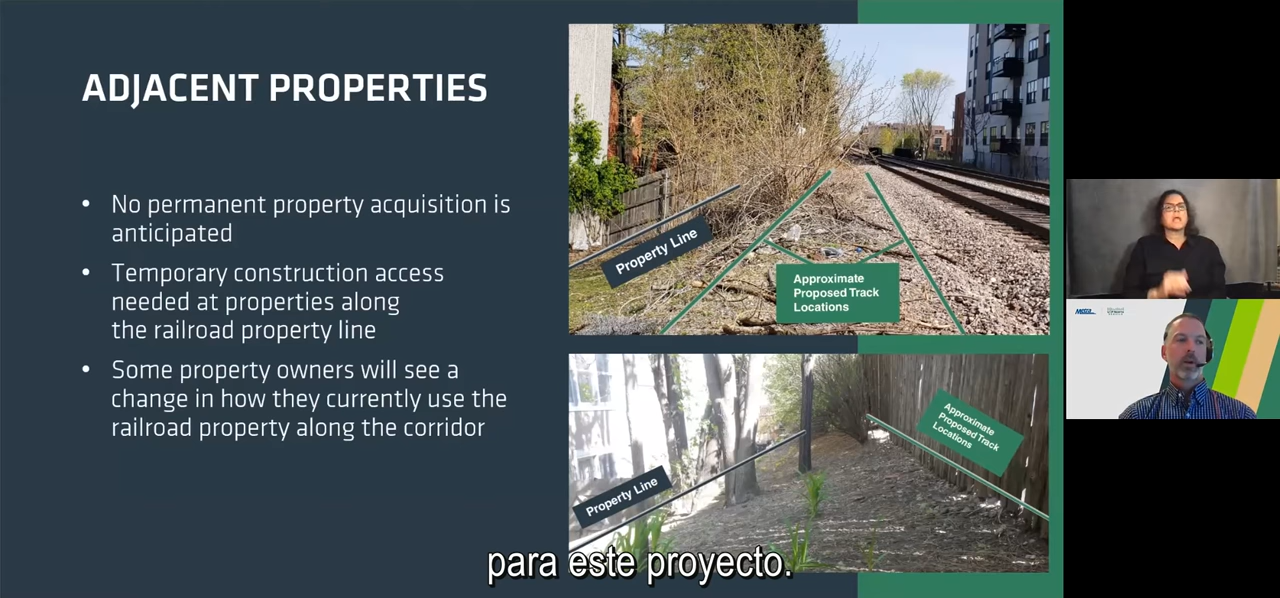 ADJACENT PROPERTIES
• No permanent property acquisition is
anticipated
• Temporary construction access
needed at properties along
the railroad property line
• Some property owners will see a
change in how they currently use the
railroad property along the corridor
Property Line
Approximate
Proposed Track
Locations
Property Line
Approximate
Proposed Track
Locations
para este proyecto.